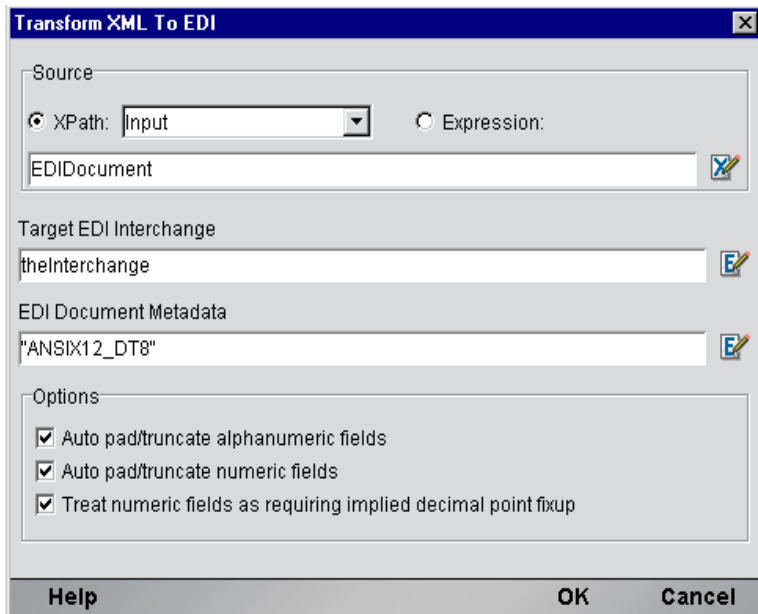 Transform XML To EDI
Source
XPath: Input Expression:
EDIDocument
Target EDI Interchange
theInterchange
EDI Document Metadata
"ANSIX12_DT8"
Options
Auto pad/truncate alphanumeric fields
Auto pad/truncate numeric fields
Treat numeric fields as requiring implied decimal point fixup
Help OK Cancel